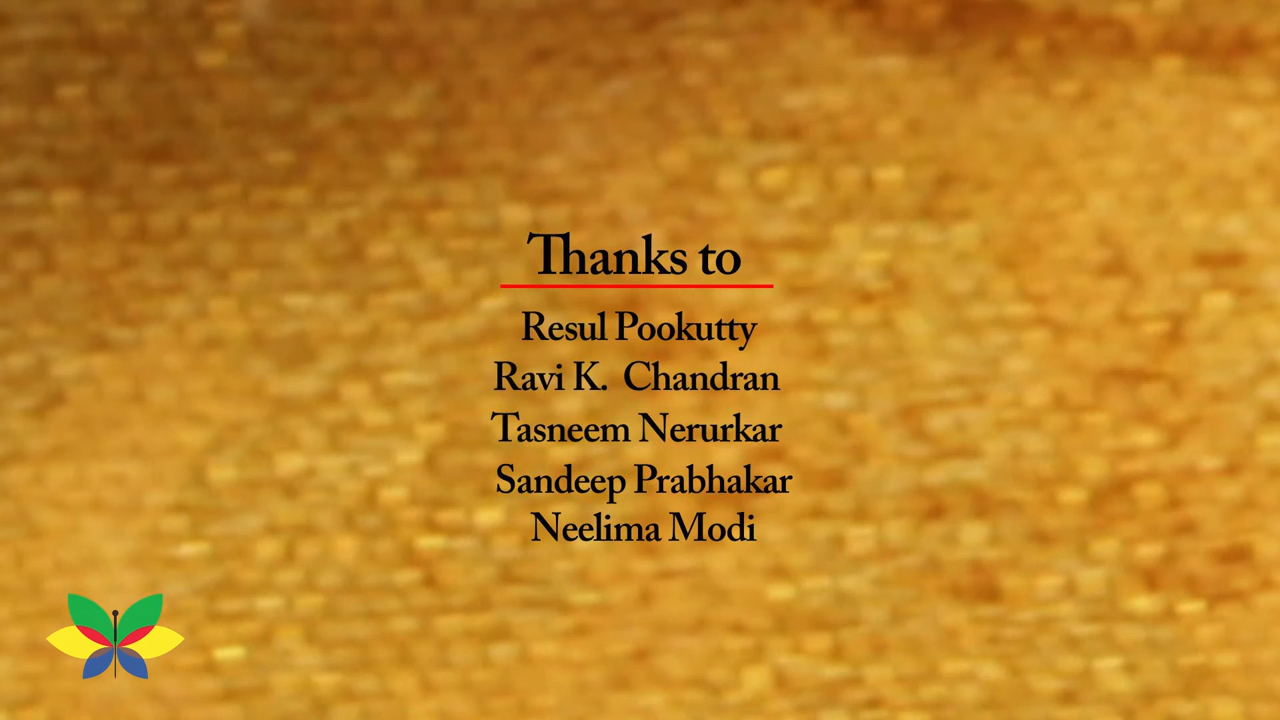 Thanks to
Resul Pookutty
Ravi K. Chandran
Tasneem Nerurkar
Sandeep Prabhakar
Neelima Modi